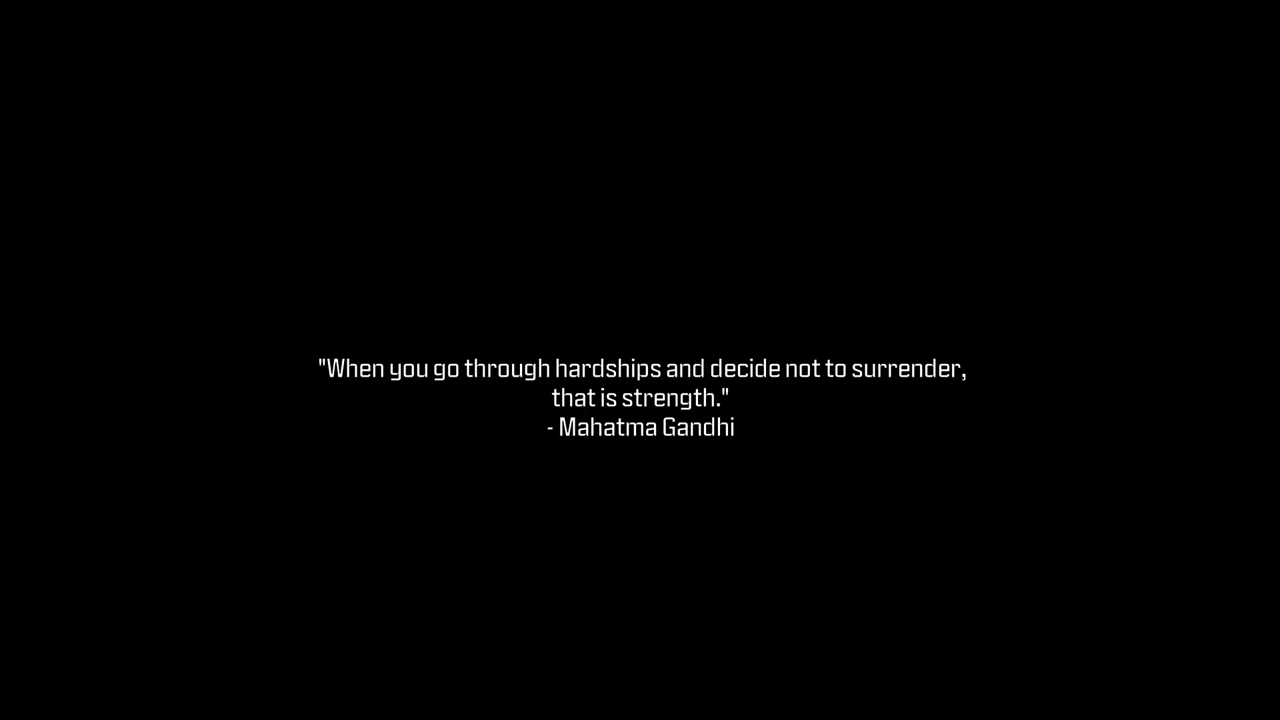 "When you go through hardships and decide not to surrender,
that is strength."
- Mahatma Gandhi